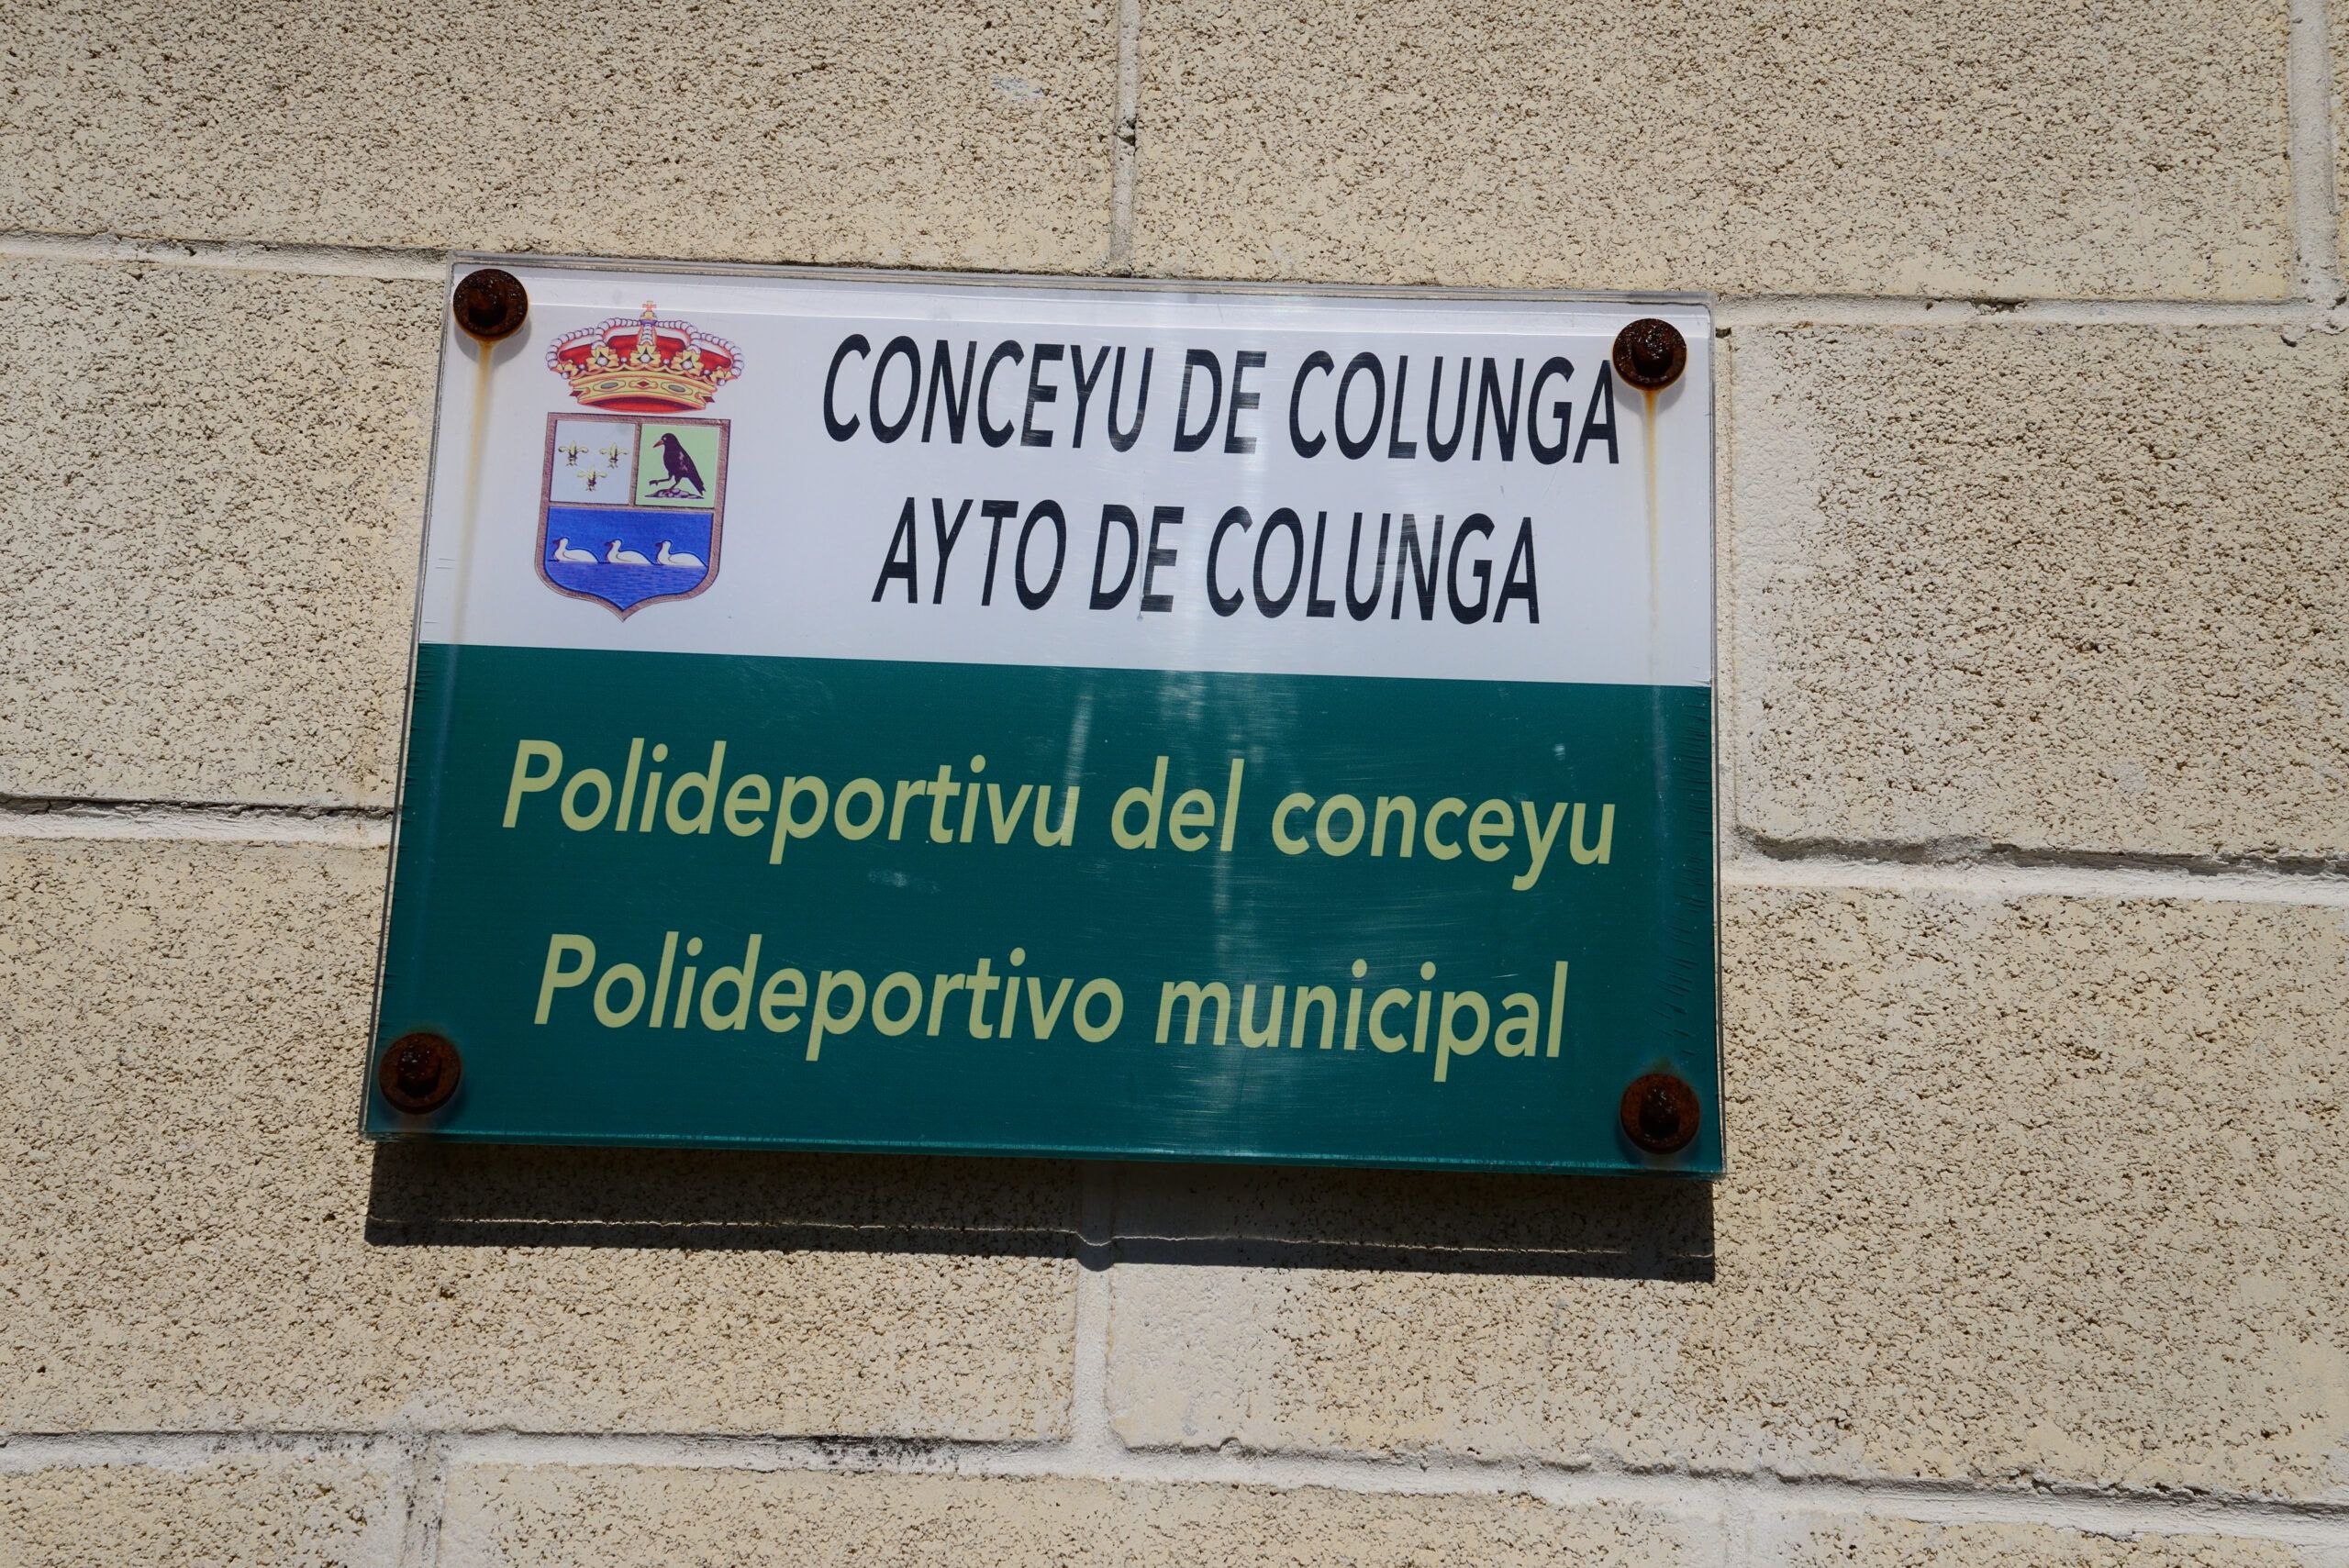 CONCEYU DE COLUNGA
AYTO DE COLUNGA
Polideportivu del conceyu
Polideportivo municipal